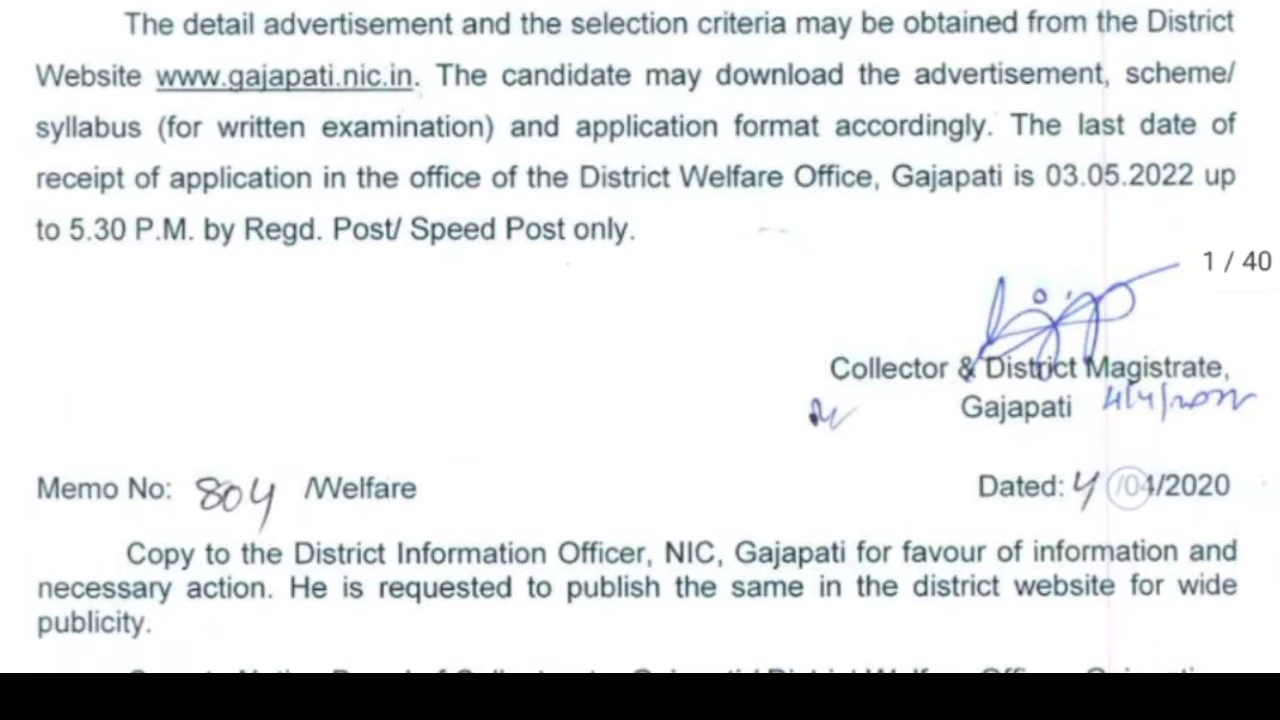 The detail advertisement and the selection criteria may be obtained from the District
Website www.gajapati.nic.in. The candidate may download the advertisement, scheme/
syllabus (for written examination) and application format accordingly. The last date of
receipt of application in the office of the District Welfare Office, Gajapati is 03.05.2022 up
to 5.30 P.M. by Regd. Post/ Speed Post only.
1 / 40
Collector & District Magistrate,
Gajapati 4/4/2022
Memo No: 804 /Welfare Dated: 4 /04/2020
Copy to the District Information Officer, NIC, Gajapati for favour of information and
necessary action. He is requested to publish the same in the district website for wide
publicity.